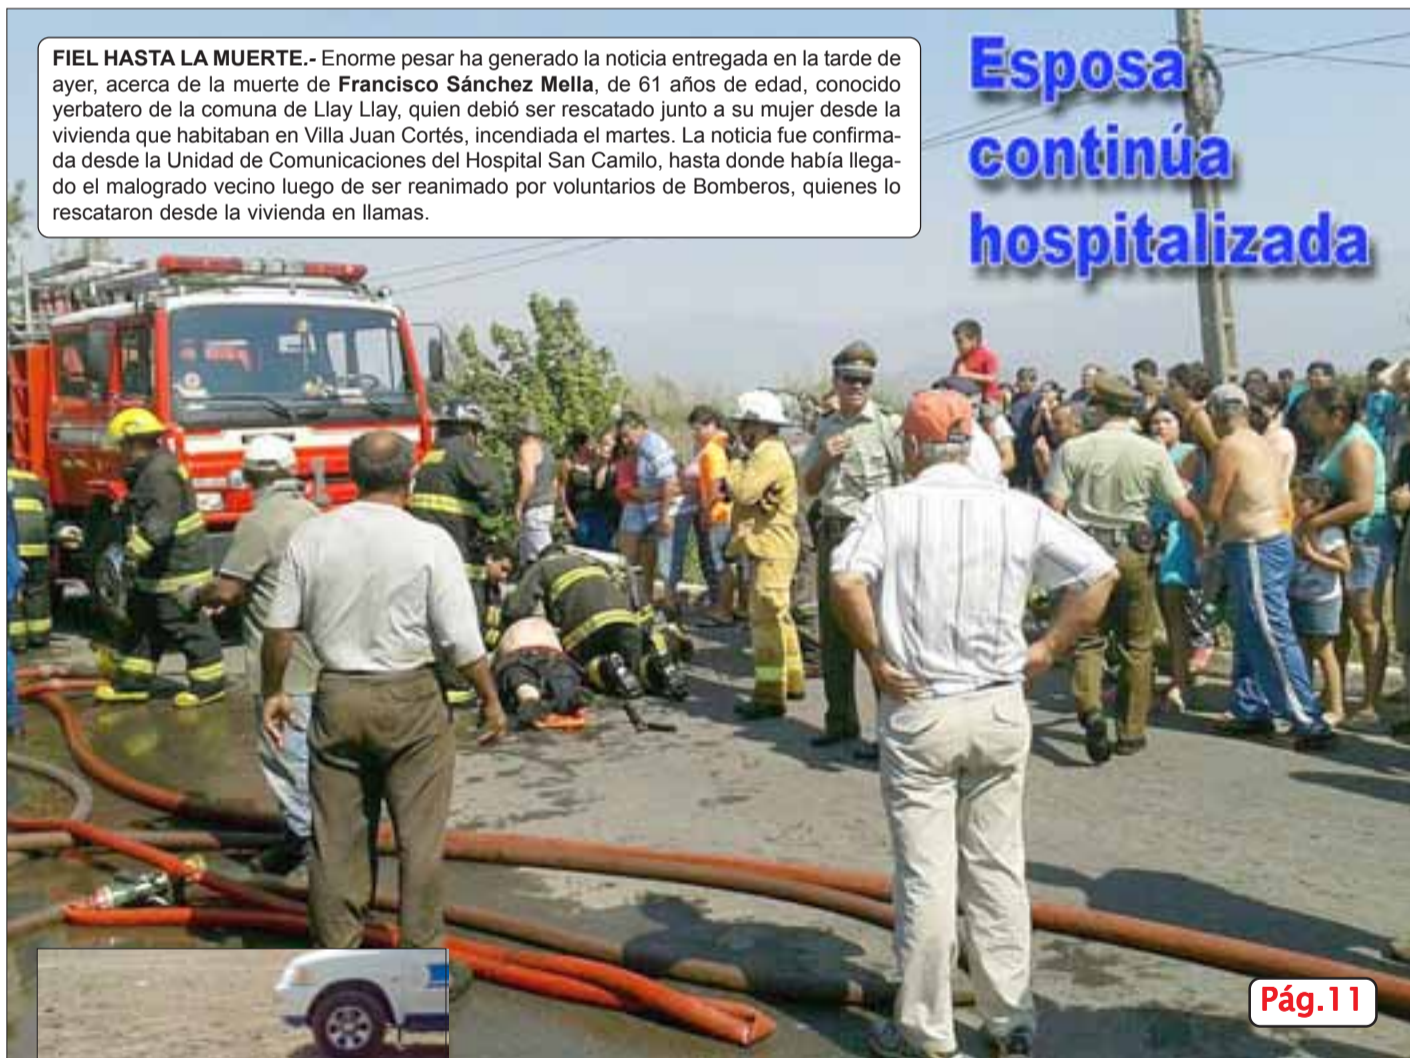 FIEL HASTA LA MUERTE.- Enorme pesar ha generado la noticia entregada en la tarde de
ayer, acerca de la muerte de Francisco Sánchez Mella, de 61 años de edad, conocido
yerbatero de la comuna de Llay Llay, quien debió ser rescatado junto a su mujer desde la
vivienda que habitaban en Villa Juan Cortés, incendiada el martes. La noticia fue confirma-
da desde la Unidad de Comunicaciones del Hospital San Camilo, hasta donde había llega-
do el malogrado vecino luego de ser reanimado por voluntarios de Bomberos, quienes lo
rescataron desde la vivienda en llamas.
Esposa
continúa
hospitalizada
Pág.11